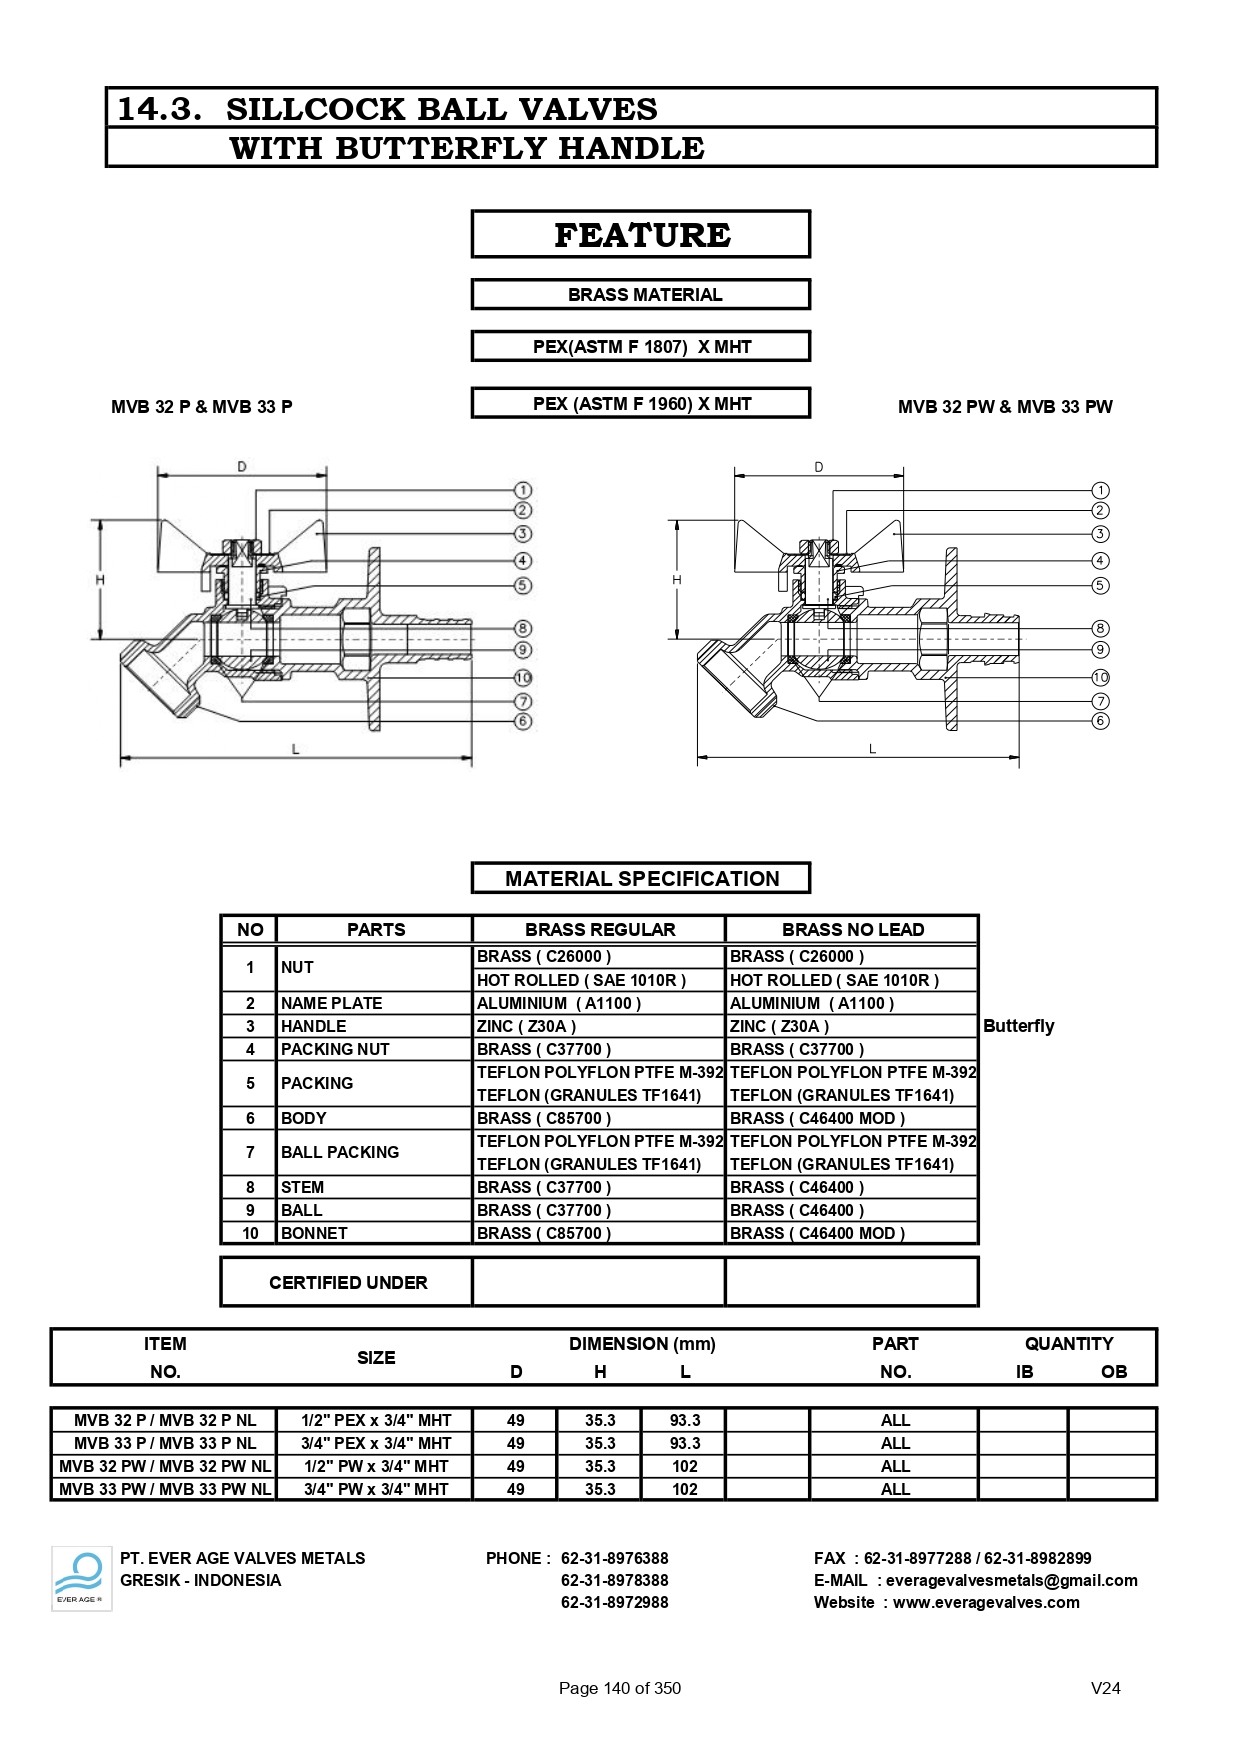 14.3. SILLCOCK BALL VALVES
WITH BUTTERFLY HANDLE
FEATURE
BRASS MATERIAL
PEX(ASTM F 1807) X MHT
MVB 32 P & MVB 33 P
PEX (ASTM F 1960) X MHT
MVB 32 PW & MVB 33 PW
D
1
2
3
4
5
8
9
10
7
6
H
L
D
1
2
3
4
5
8
9
10
7
6
H
L
MATERIAL SPECIFICATION
NO PARTS BRASS REGULAR BRASS NO LEAD
1 NUT BRASS ( C26000 ) BRASS ( C26000 )
HOT ROLLED ( SAE 1010R ) HOT ROLLED ( SAE 1010R )
2 NAME PLATE ALUMINIUM ( A1100 ) ALUMINIUM ( A1100 )
3 HANDLE ZINC ( Z30A ) ZINC ( Z30A ) Butterfly
4 PACKING NUT BRASS ( C37700 ) BRASS ( C37700 )
5 PACKING TEFLON POLYFLON PTFE M-392 TEFLON POLYFLON PTFE M-392
TEFLON (GRANULES TF1641) TEFLON (GRANULES TF1641)
6 BODY BRASS ( C85700 ) BRASS ( C46400 MOD )
7 BALL PACKING TEFLON POLYFLON PTFE M-392 TEFLON POLYFLON PTFE M-392
TEFLON (GRANULES TF1641) TEFLON (GRANULES TF1641)
8 STEM BRASS ( C37700 ) BRASS ( C46400 )
9 BALL BRASS ( C37700 ) BRASS ( C46400 )
10 BONNET BRASS ( C85700 ) BRASS ( C46400 MOD )
CERTIFIED UNDER
ITEM SIZE DIMENSION (mm) PART QUANTITY
NO. D H L NO. IB OB
MVB 32 P / MVB 32 P NL 1/2" PEX x 3/4" MHT 49 35.3 93.3 ALL
MVB 33 P / MVB 33 P NL 3/4" PEX x 3/4" MHT 49 35.3 93.3 ALL
MVB 32 PW / MVB 32 PW NL 1/2" PW x 3/4" MHT 49 35.3 102 ALL
MVB 33 PW / MVB 33 PW NL 3/4" PW x 3/4" MHT 49 35.3 102 ALL
EVER AGE ®
PT. EVER AGE VALVES METALS PHONE : 62-31-8976388 FAX : 62-31-8977288 / 62-31-8982899
GRESIK - INDONESIA 62-31-8978388 E-MAIL : everagevalvesmetals@gmail.com
62-31-8972988 Website : www.everagevalves.com
Page 140 of 350 V24